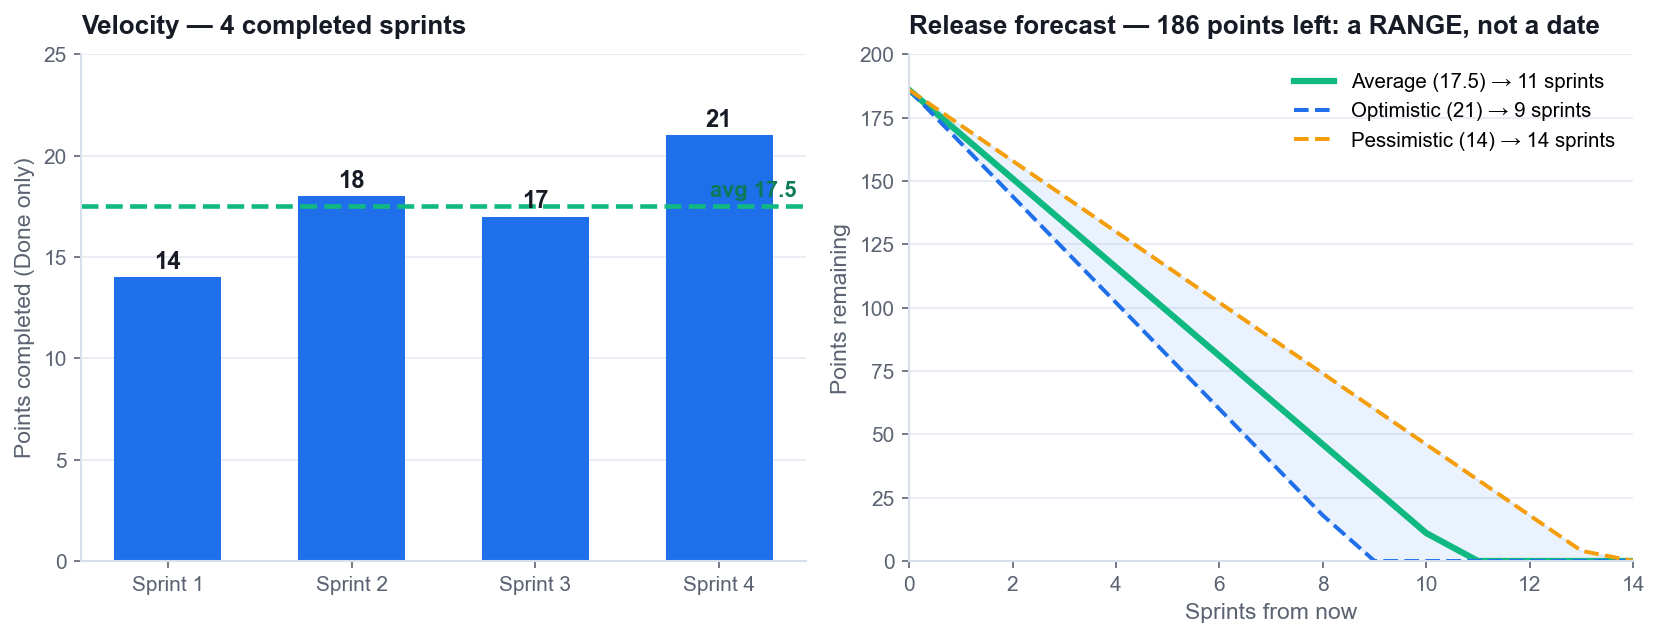 Velocity — 4 completed sprints
Points completed (Done only)
25
20
15
10
5
0
14
18
17
21
avg 17.5
Sprint 1
Sprint 2
Sprint 3
Sprint 4
Release forecast — 186 points left: a RANGE, not a date
Points remaining
200
175
150
125
100
75
50
25
0
Average (17.5) → 11 sprints
Optimistic (21) → 9 sprints
Pessimistic (14) → 14 sprints
0
2
4
6
8
10
12
14
Sprints from now